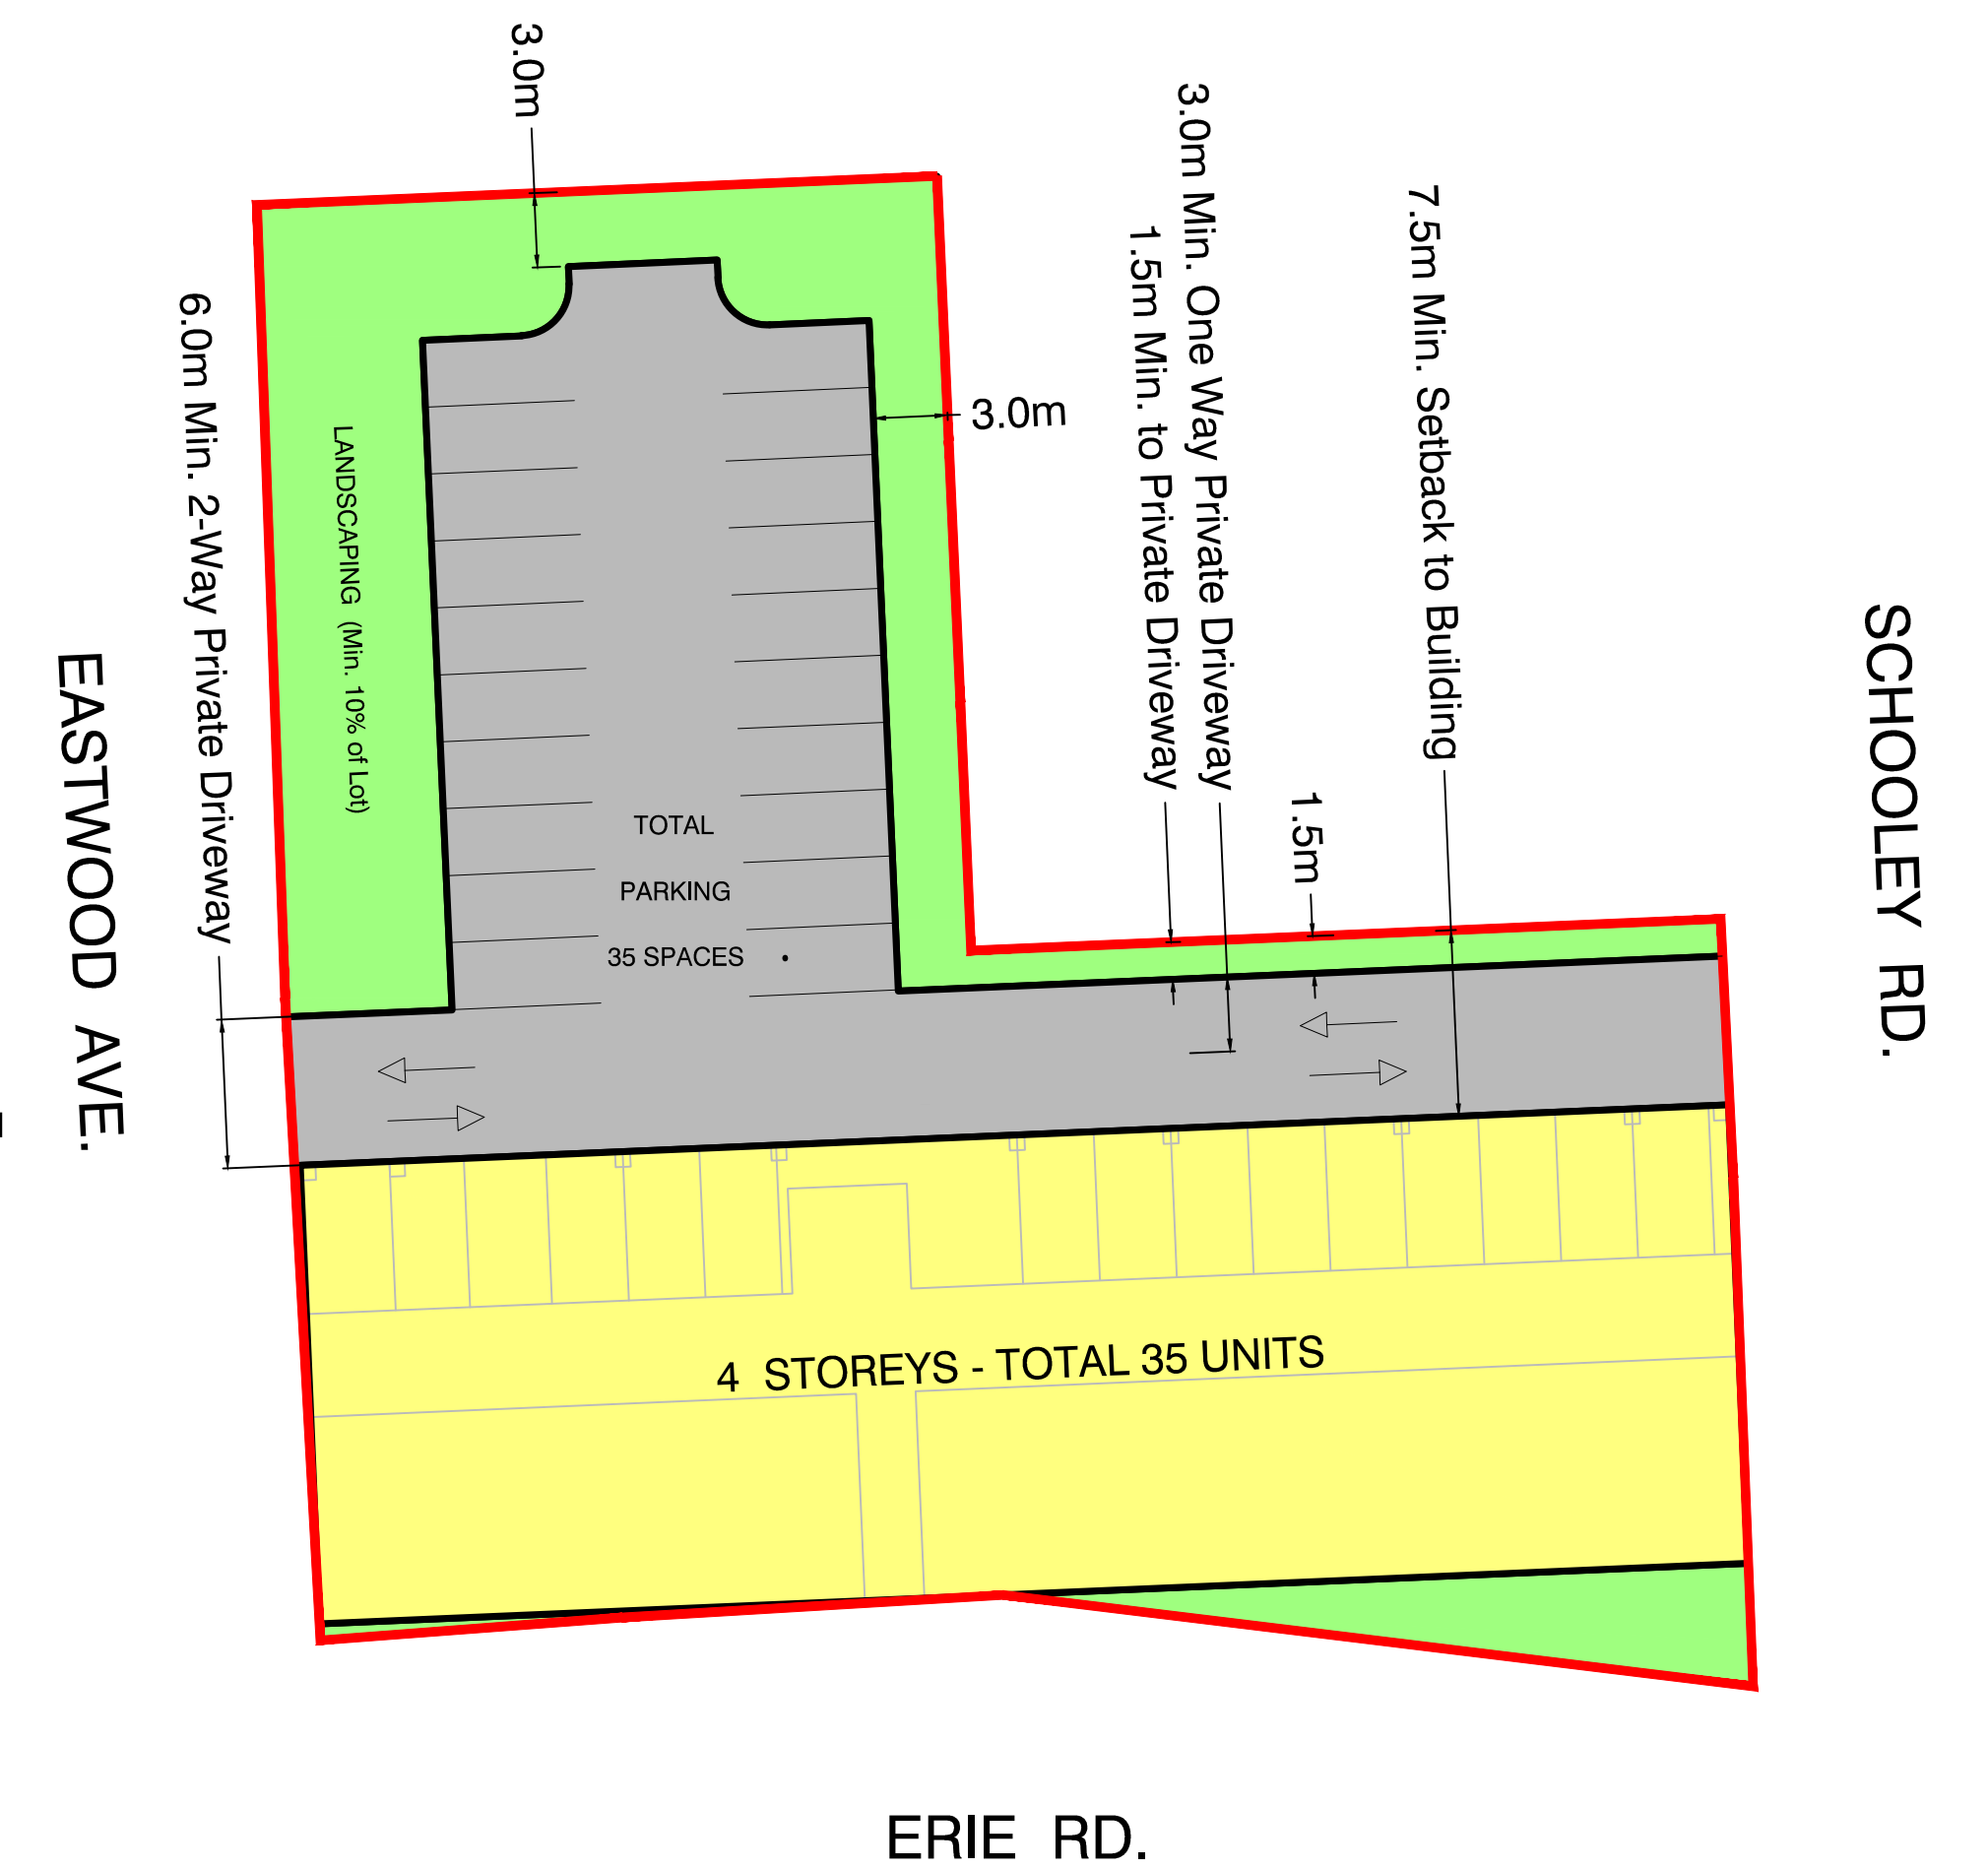 3.0m
3.0m Min. One Way Private Driveway
1.5m Min. to Private Driveway
7.5m Min. Setback to Building
6.0m Min. 2-Way Private Driveway
3.0m
LANDSCAPING (Min. 10% of Lot)
1.5m
SCHOOLEY RD.
EASTWOOD AVE.
TOTAL
PARKING
35 SPACES
4 STOREYS - TOTAL 35 UNITS
ERIE RD.